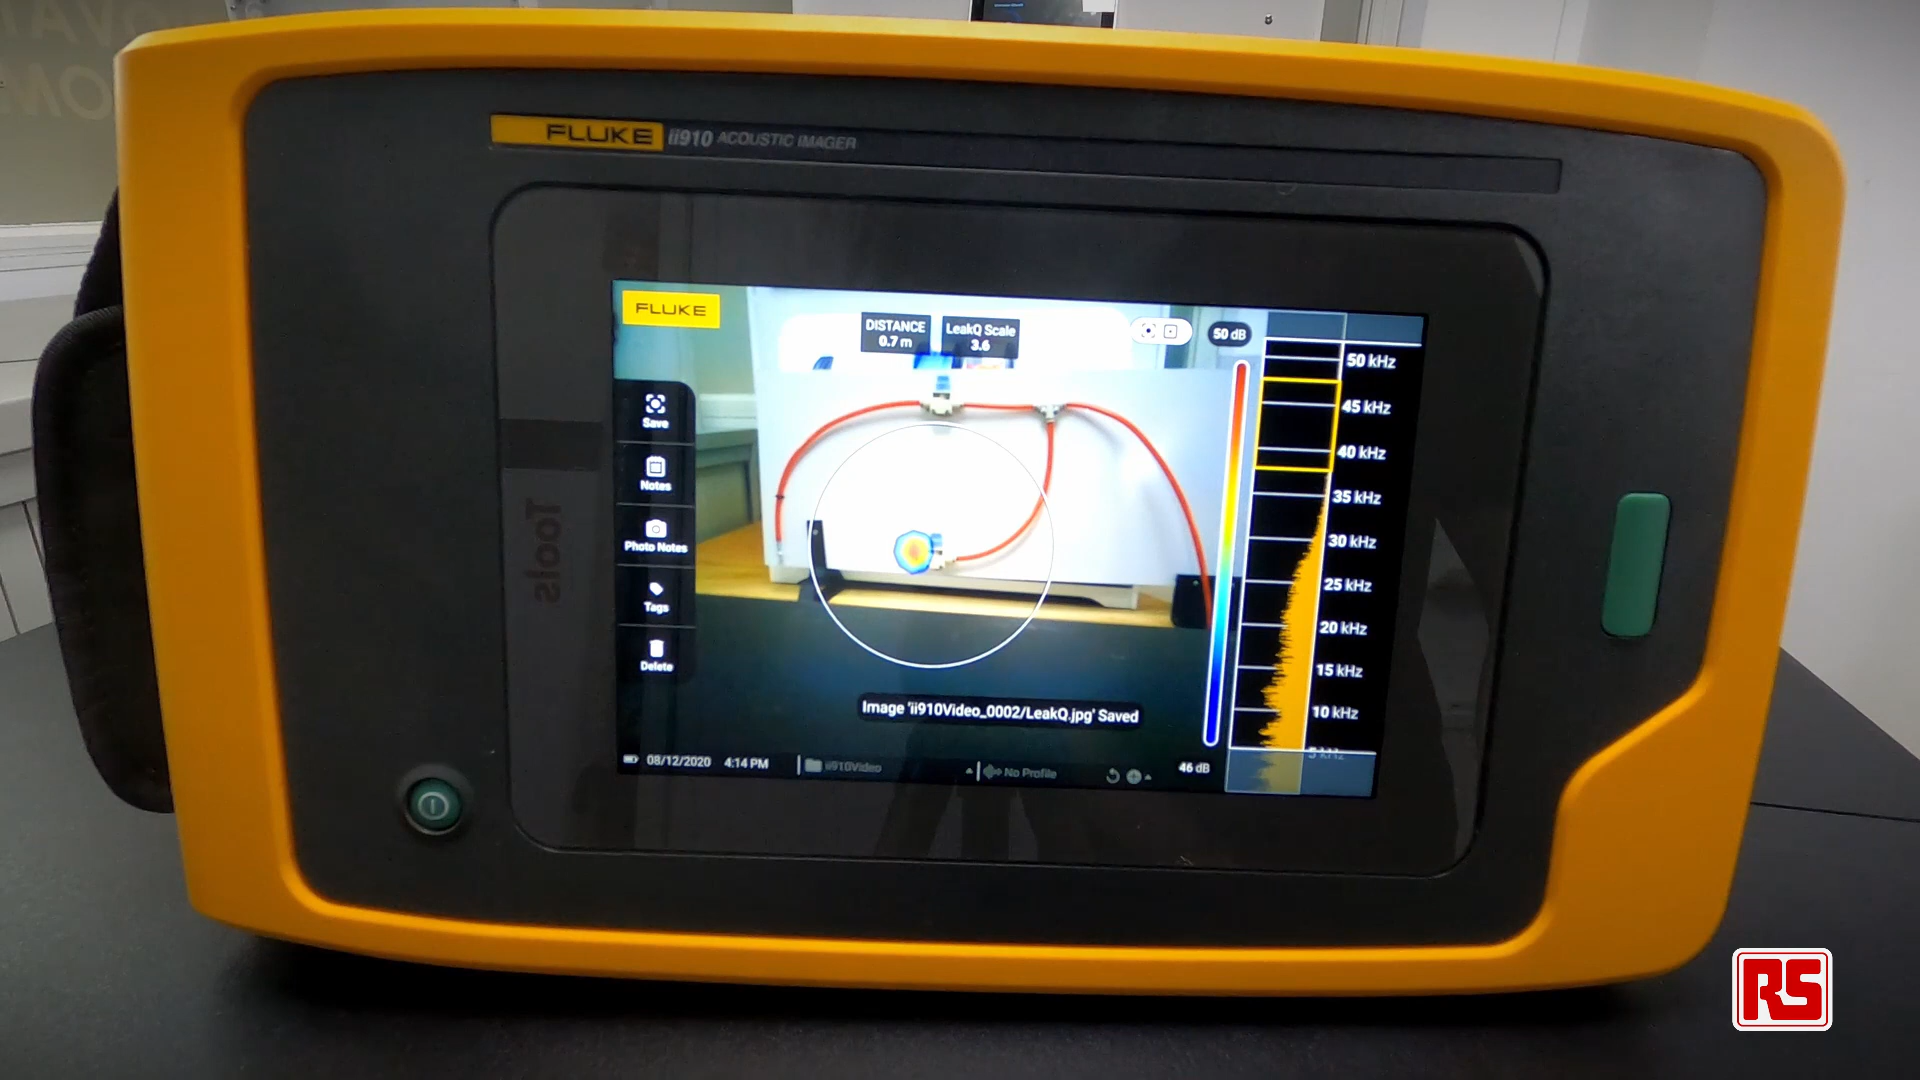 FLUKE ii910 ACOUSTIC IMAGER
FLUKE
DISTANCE
0.7 m
LeakQ Scale
3.6
50 dB
50 kHz
45 kHz
40 kHz
35 kHz
30 kHz
25 kHz
20 kHz
15 kHz
10 kHz
5 kHz
Save
Notes
Photo Notes
Tags
Delete
Tools
Image 'ii910Video_0002/LeakQ.jpg' Saved
08/12/2020 4:14 PM
ii910Video
No Profile
46 dB
RS